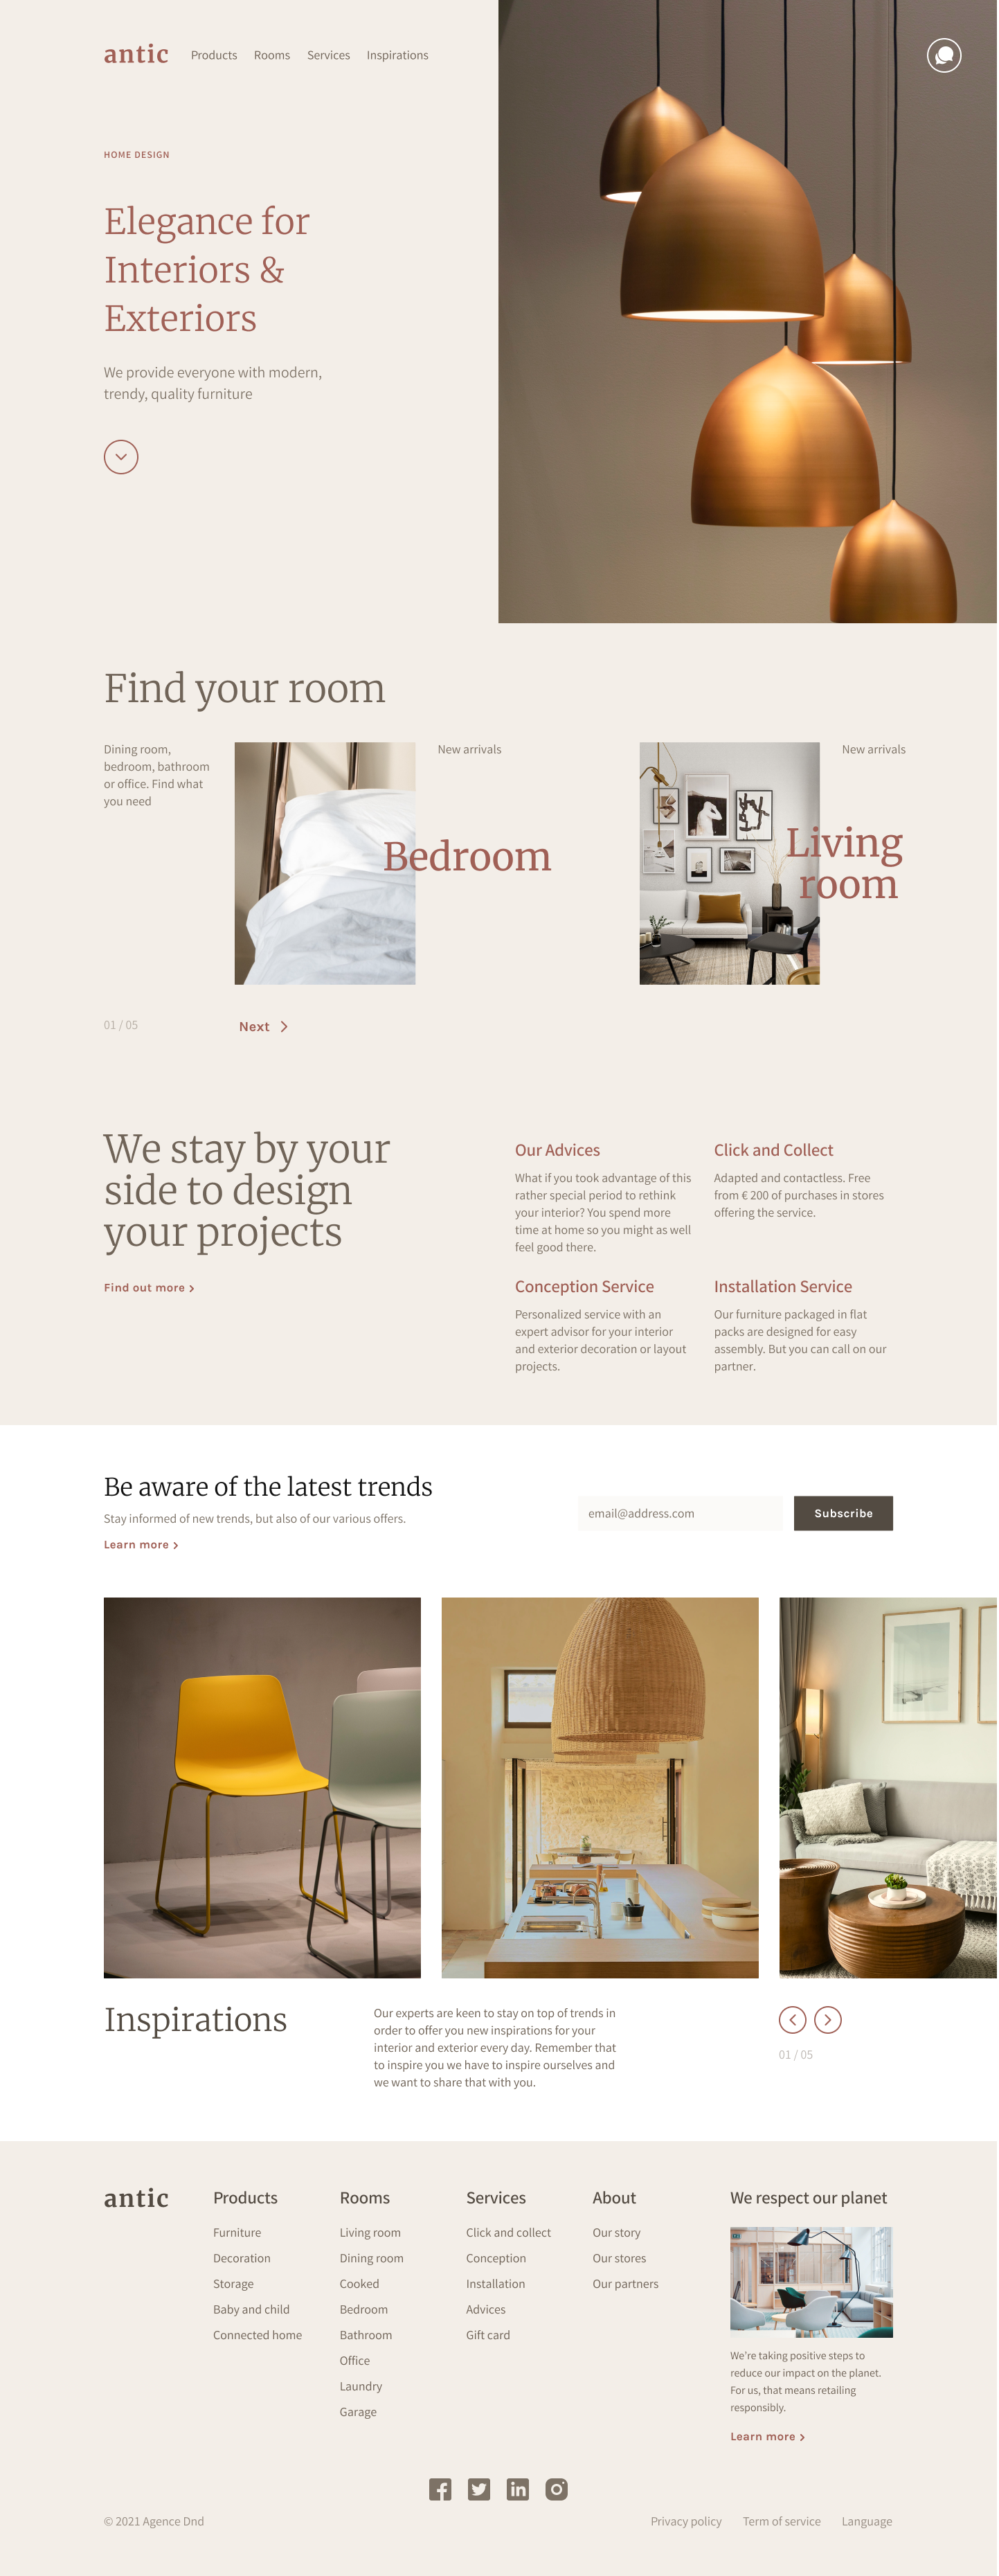 antic
Products
Rooms
Services
Inspirations
HOME DESIGN
Elegance for
Interiors &
Exteriors
We provide everyone with modern,
trendy, quality furniture
Find your room
Dining room,
bedroom, bathroom
or office. Find what
you need
New arrivals
Bedroom
New arrivals
Living
room
01 / 05
Next
We stay by your
side to design
your projects
Find out more
Our Advices
What if you took advantage of this
rather special period to rethink
your interior? You spend more
time at home so you might as well
feel good there.
Click and Collect
Adapted and contactless. Free
from € 200 of purchases in stores
offering the service.
Conception Service
Personalized service with an
expert advisor for your interior
and exterior decoration or layout
projects.
Installation Service
Our furniture packaged in flat
packs are designed for easy
assembly. But you can call on our
partner.
Be aware of the latest trends
Stay informed of new trends, but also of our various offers.
Learn more
email@address.com
Subscribe
Inspirations
Our experts are keen to stay on top of trends in
order to offer you new inspirations for your
interior and exterior every day. Remember that
to inspire you we have to inspire ourselves and
we want to share that with you.
01 / 05
antic
Products
Furniture
Decoration
Storage
Baby and child
Connected home
Rooms
Living room
Dining room
Cooked
Bedroom
Bathroom
Office
Laundry
Garage
Services
Click and collect
Conception
Installation
Advices
Gift card
About
Our story
Our stores
Our partners
We respect our planet
We're taking positive steps to
reduce our impact on the planet.
For us, that means retailing
responsibly.
Learn more
© 2021 Agence Dnd
Privacy policy
Term of service
Language